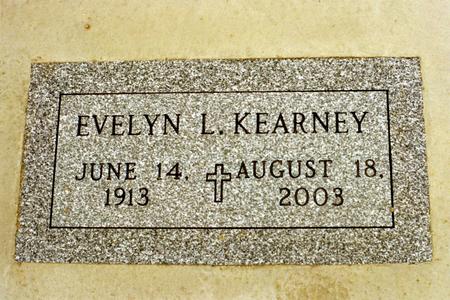 EVELYN L. KEARNEY
JUNE 14, AUGUST 18,
1913 2003